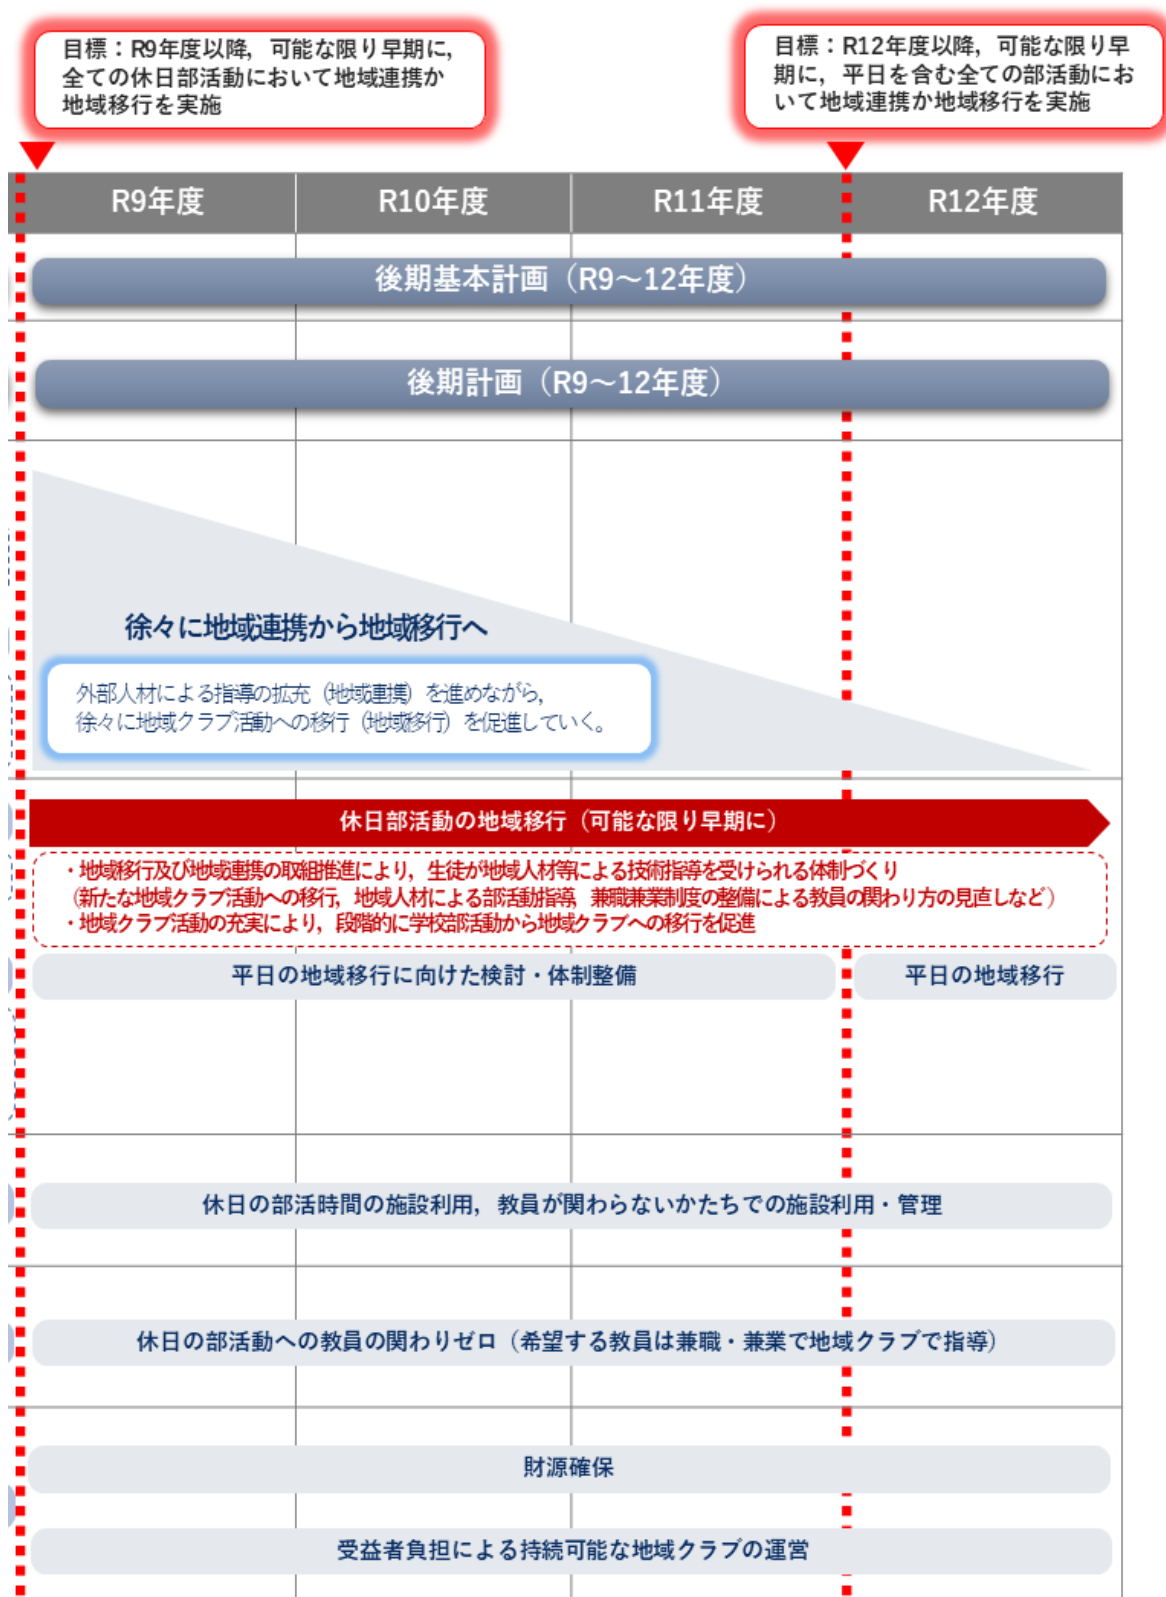 目標：R9年度以降，可能な限り早期に，
全ての休日部活動において地域連携か
地域移行を実施
目標：R12年度以降，可能な限り早
期に，平日を含む全ての部活動にお
いて地域連携か地域移行を実施
R9年度
R10年度
R11年度
R12年度
後期基本計画（R9～12年度）
後期計画（R9～12年度）
徐々に地域連携から地域移行へ
外部人材による指導の拡充（地域連携）を進めながら，
徐々に地域クラブ活動への移行（地域移行）を促進していく。
休日部活動の地域移行（可能な限り早期に）
・地域移行及び地域連携の取組推進により，生徒が地域人材等による技術指導を受けられる体制づくり
（新たな地域クラブ活動への移行，地域人材による部活動指導，兼職兼業制度の整備による教員の関わり方の見直しなど）
・地域クラブ活動の充実により，段階的に学校部活動から地域クラブへの移行を促進
平日の地域移行に向けた検討・体制整備
平日の地域移行
休日の部活時間の施設利用，教員が関わらないかたちでの施設利用・管理
休日の部活動への教員の関わりゼロ（希望する教員は兼職・兼業で地域クラブで指導）
財源確保
受益者負担による持続可能な地域クラブの運営